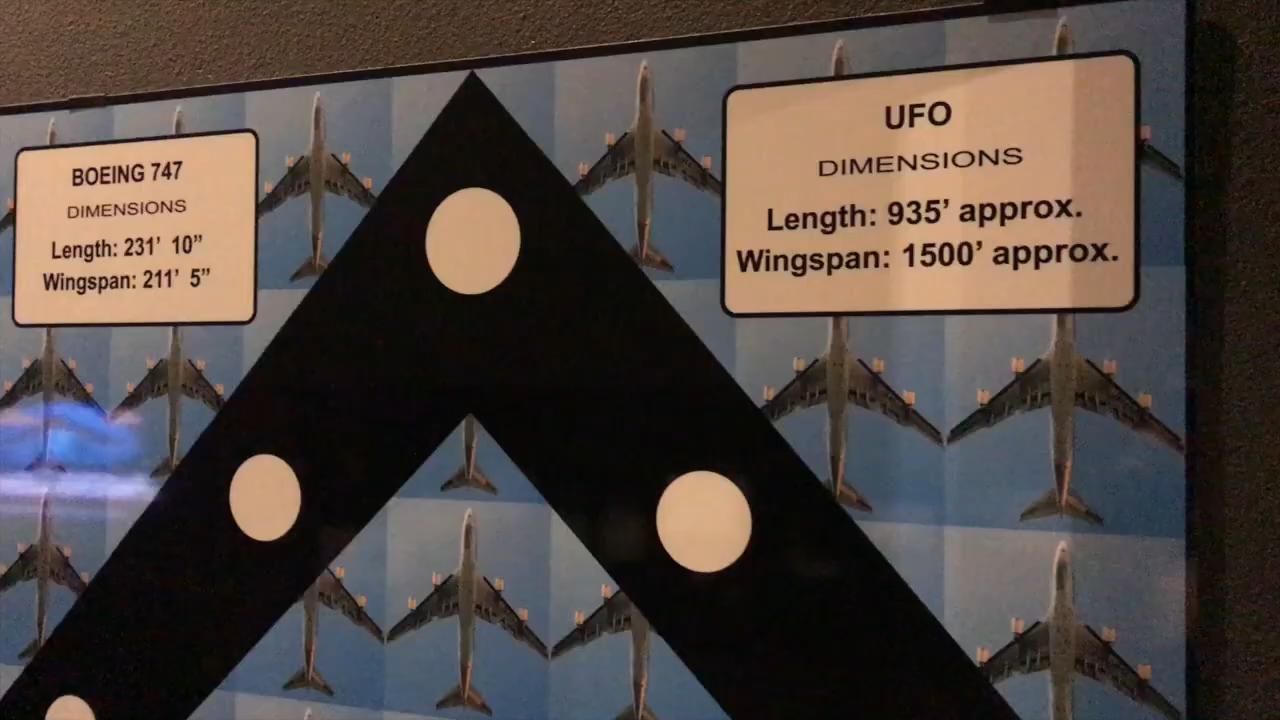 BOEING 747
DIMENSIONS
Length: 231’ 10”
Wingspan: 211’ 5”
UFO
DIMENSIONS
Length: 935’ approx.
Wingspan: 1500’ approx.